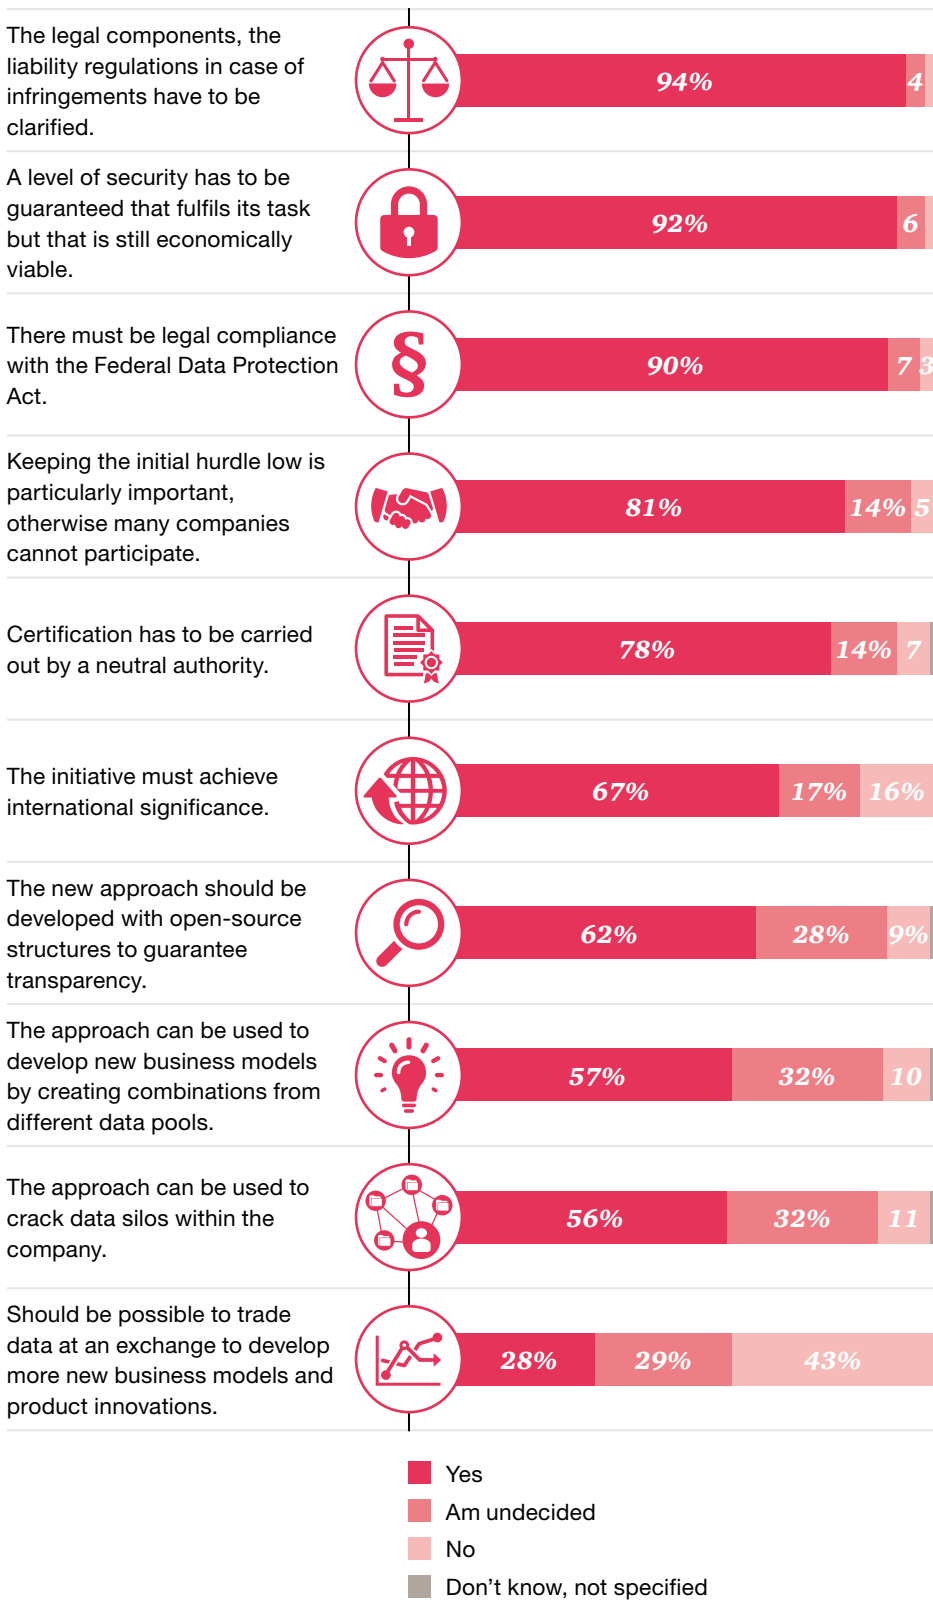 The legal components, the
liability regulations in case of
infringements have to be
clarified.
94% 4
A level of security has to be
guaranteed that fulfils its task
but that is still economically
viable.
92% 6
There must be legal compliance
with the Federal Data Protection
Act.
§
90% 7 3
Keeping the initial hurdle low is
particularly important,
otherwise many companies
cannot participate.
81% 14% 5
Certification has to be carried
out by a neutral authority.
78% 14% 7
The initiative must achieve
international significance.
67% 17% 16%
The new approach should be
developed with open-source
structures to guarantee
transparency.
62% 28% 9%
The approach can be used to
develop new business models
by creating combinations from
different data pools.
57% 32% 10
The approach can be used to
crack data silos within the
company.
56% 32% 11
Should be possible to trade
data at an exchange to develop
more new business models and
product innovations.
28% 29% 43%
Yes
Am undecided
No
Don’t know, not specified